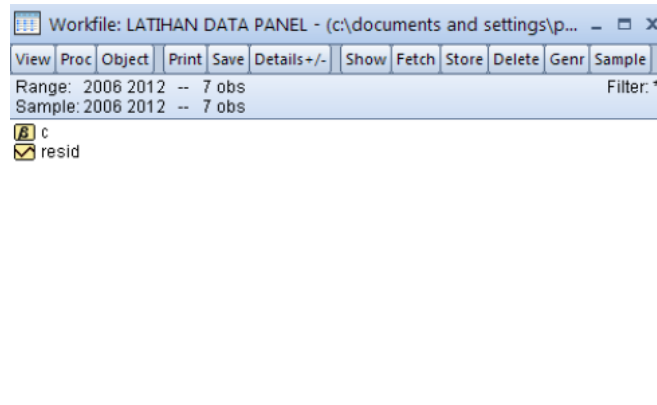 Workfile: LATIHAN DATA PANEL - (c:\documents and settings\p...
View Proc Object Print Save Details+/- Show Fetch Store Delete Genr Sample
Range: 2006 2012 -- 7 obs Filter: *
Sample: 2006 2012 -- 7 obs
β c
resid